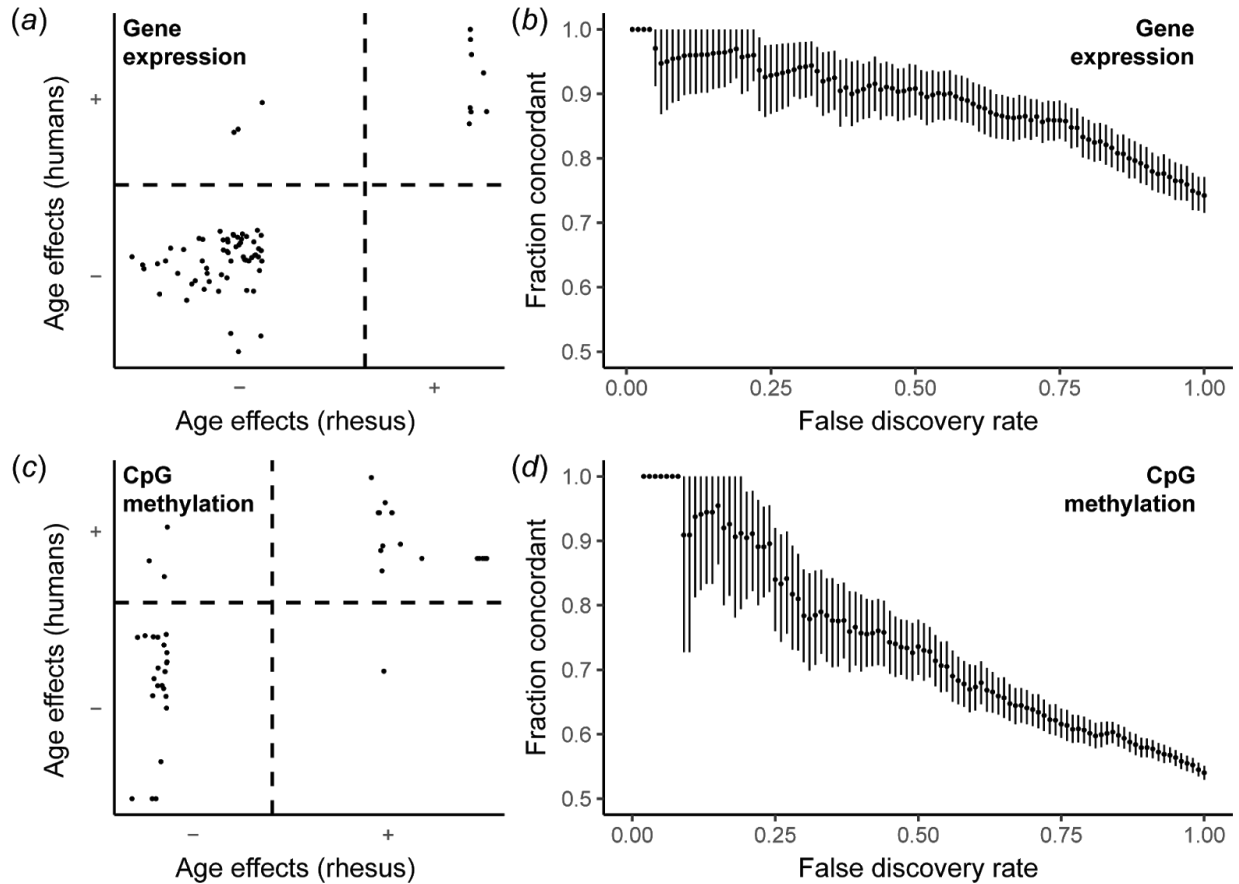 (a)
Gene
expression
Age effects (humans)
+
−
−
+
Age effects (rhesus)
(b)
Gene
expression
Fraction concordant
1.0
0.9
0.8
0.7
0.6
0.5
0.00 0.25 0.50 0.75 1.00
False discovery rate
(c)
CpG
methylation
Age effects (humans)
+
−
−
+
Age effects (rhesus)
(d)
CpG
methylation
Fraction concordant
1.0
0.9
0.8
0.7
0.6
0.5
0.00 0.25 0.50 0.75 1.00
False discovery rate